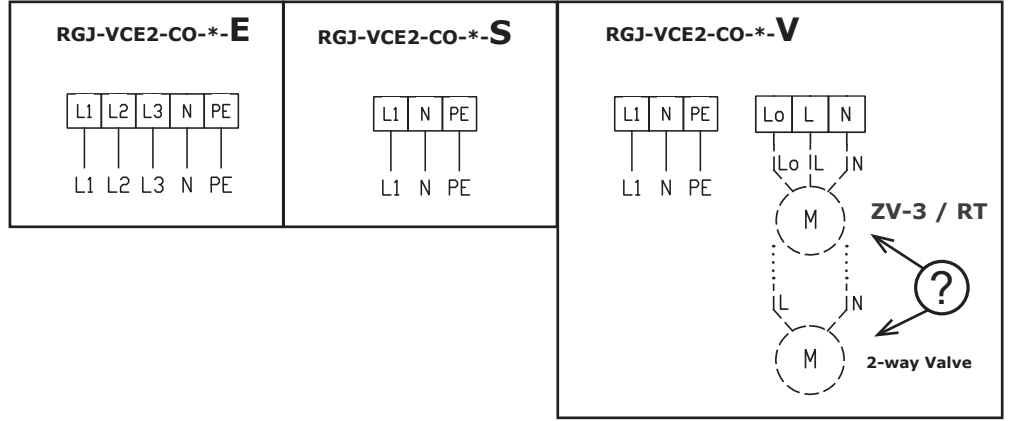 RGJ-VCE2-CO-*-E
L1 L2 L3 N PE
L1 L2 L3 N PE
RGJ-VCE2-CO-*-S
L1 N PE
L1 N PE
RGJ-VCE2-CO-*-V
L1 N PE
L1 N PE
Lo L N
Lo L N
M
ZV-3 / RT
?
L N
M
2-way Valve